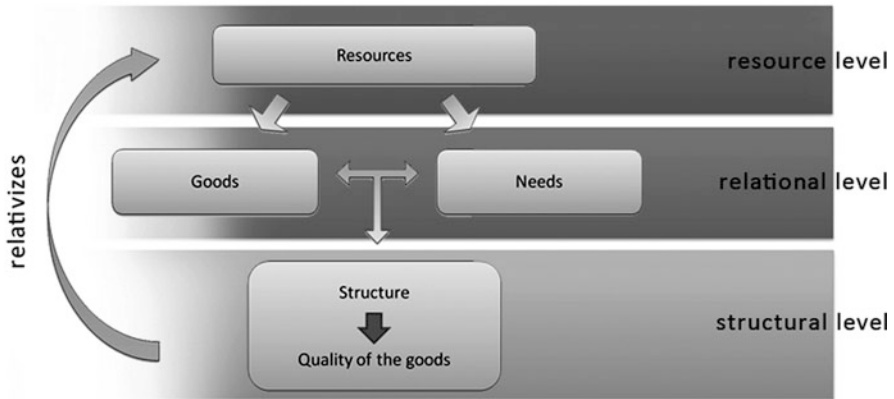 Resources
resource level
Goods
Needs
relational level
relativizes
Structure
Quality of the goods
structural level